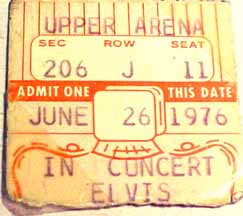 UPPER ARENA
SEC ROW SEAT
206 J 11
ADMIT ONE THIS DATE
JUNE 26 1976
IN CONCERT
ELVIS